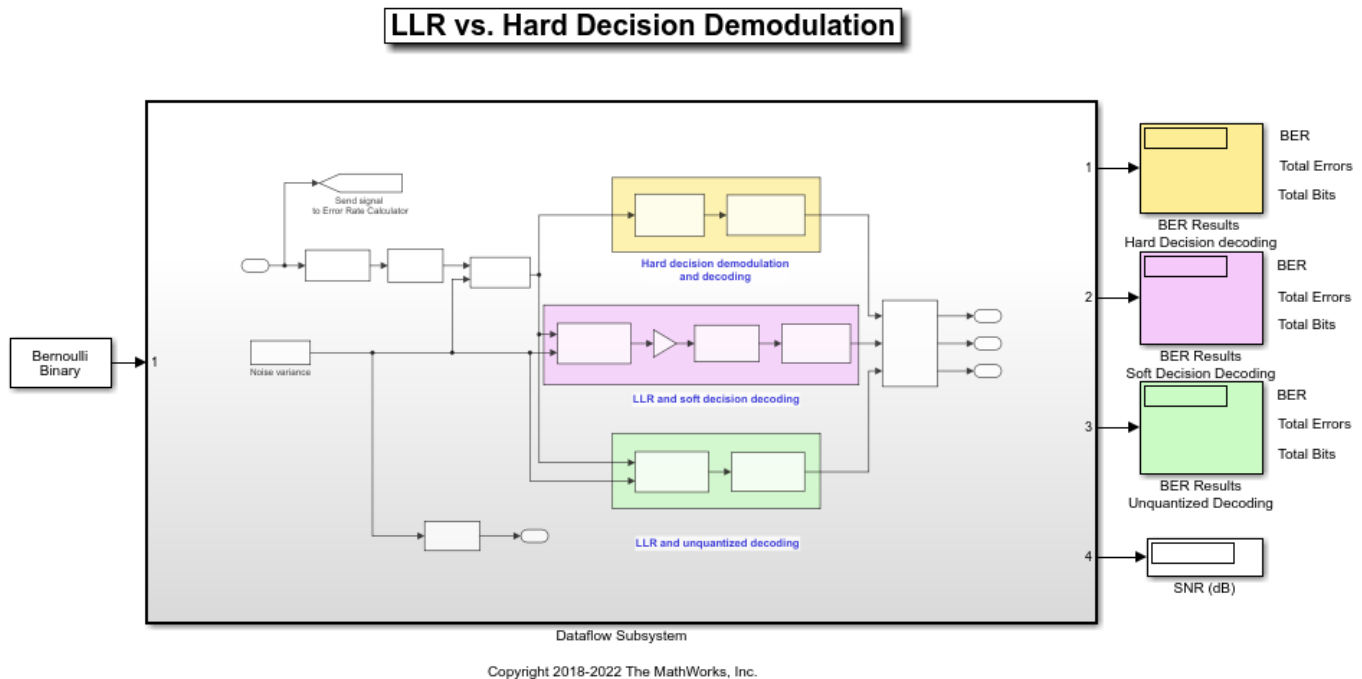 LLR vs. Hard Decision Demodulation
Send signal
to Error Rate Calculator
Hard decision demodulation
and decoding
Noise variance
LLR and soft decision decoding
LLR and unquantized decoding
Bernoulli
Binary
1
1
2
3
4
BER
Total Errors
Total Bits
BER Results
Hard Decision decoding
BER
Total Errors
Total Bits
BER Results
Soft Decision Decoding
BER
Total Errors
Total Bits
BER Results
Unquantized Decoding
SNR (dB)
Dataflow Subsystem
Copyright 2018-2022 The MathWorks, Inc.